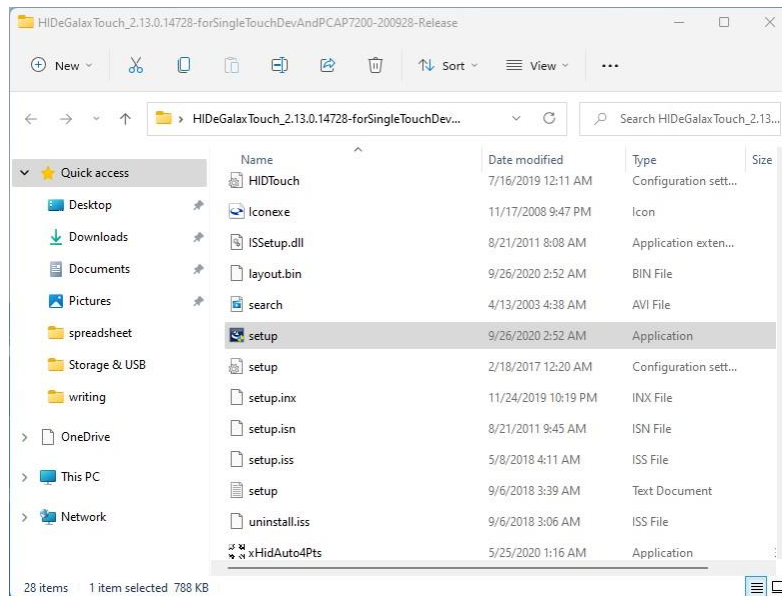 HIDeGalaxTouch_2.13.0.14728-forSingleTouchDevAndPCAP7200-200928-Release
New Sort View ...
HIDeGalaxTouch_2.13.0.14728-forSingleTouchDev... Search HIDeGalaxTouch_2.13...
Name Date modified Type Size
Quick access
Desktop
Downloads
Documents
Pictures
spreadsheet
Storage & USB
writing
OneDrive
This PC
Network
HIDTouch 7/16/2019 12:11 AM Configuration sett...
Iconexe 11/17/2008 9:47 PM Icon
ISSetup.dll 8/21/2011 8:08 AM Application exten...
layout.bin 9/26/2020 2:52 AM BIN File
search 4/13/2003 4:38 AM AVI File
setup 9/26/2020 2:52 AM Application
setup 2/18/2017 12:20 AM Configuration sett...
setup.inx 11/24/2019 10:19 PM INX File
setup.isn 8/21/2011 9:45 AM ISN File
setup.iss 5/8/2018 4:11 AM ISS File
setup 9/6/2018 3:39 AM Text Document
uninstall.iss 9/6/2018 3:06 AM ISS File
xHidAuto4Pts 5/25/2020 1:16 AM Application
28 items 1 item selected 788 KB